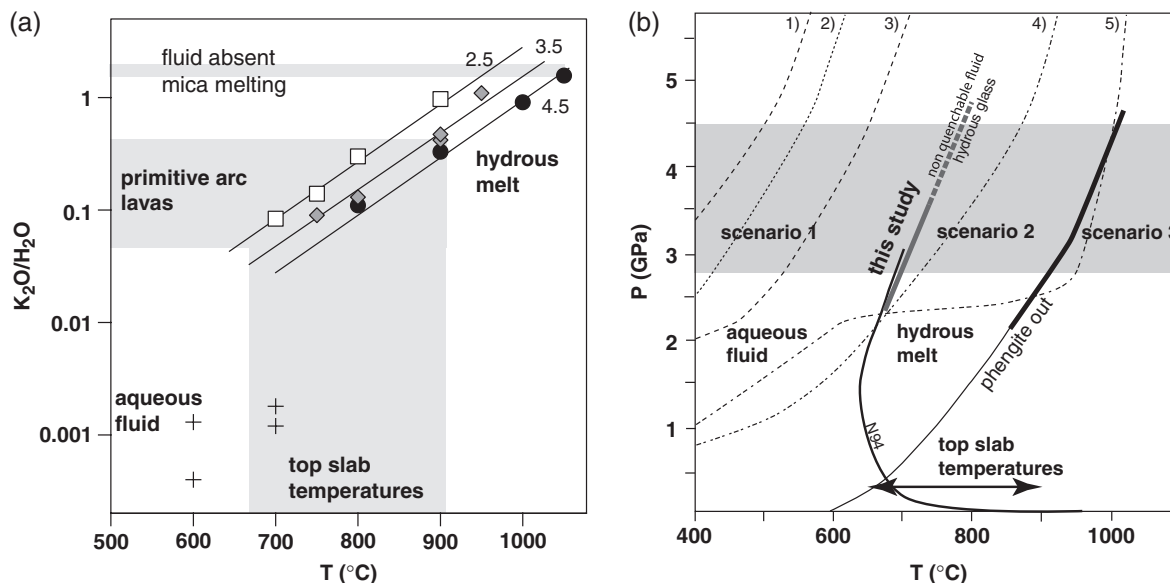 (a)
fluid absent
mica melting
2.5
3.5
4.5
primitive arc
lavas
hydrous
melt
aqueous
fluid
top slab
temperatures
K₂O/H₂O
1
0.1
0.01
0.001
500
600
700
800
900
1000
T (°C)
(b)
1)
2)
3)
4)
5)
non quenchable fluid
hydrous glass
this study
scenario 1
scenario 2
scenario 3
aqueous
fluid
hydrous
melt
phengite out
N94
top slab
temperatures
P (GPa)
5
4
3
2
1
400
600
800
1000
T (°C)